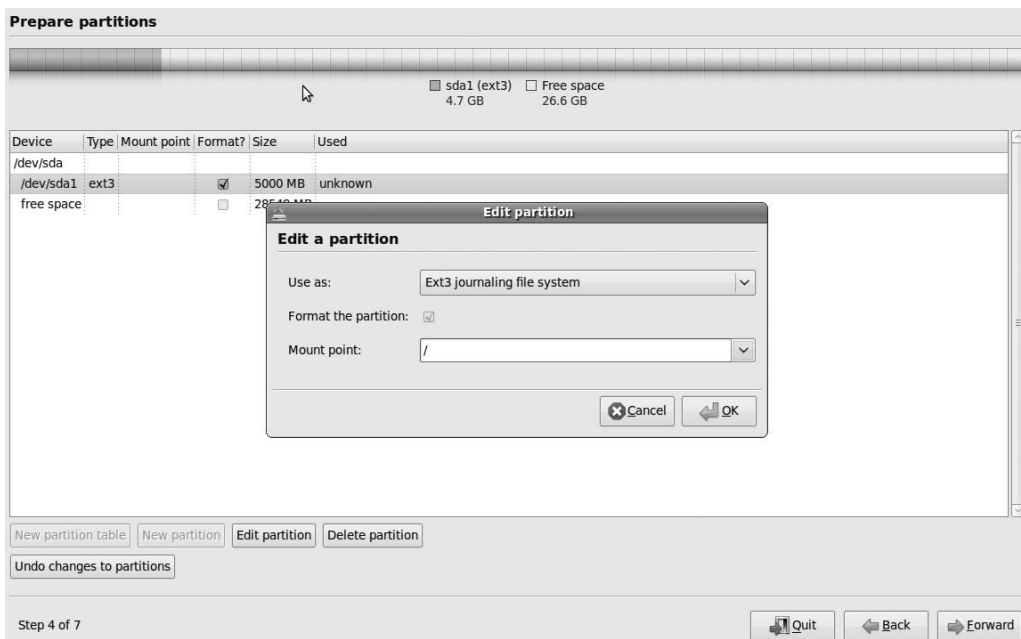 Prepare partitions
sda1 (ext3) Free space
4.7 GB 26.6 GB
Device Type Mount point Format? Size Used
/dev/sda
/dev/sda1 ext3 5000 MB unknown
free space
Edit partition
Edit a partition
Use as: Ext3 journaling file system
Format the partition:
Mount point: /
Cancel OK
New partition table New partition Edit partition Delete partition
Undo changes to partitions
Step 4 of 7 Quit Back Forward